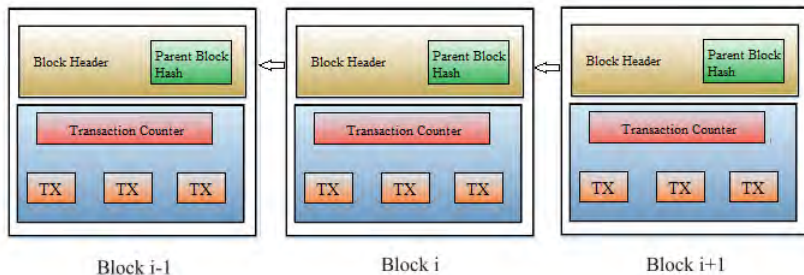 Block Header
Parent Block
Hash
Transaction Counter
TX TX TX
Block i-1
Block Header
Parent Block
Hash
Transaction Counter
TX TX TX
Block i
Block Header
Parent Block
Hash
Transaction Counter
TX TX TX
Block i+1